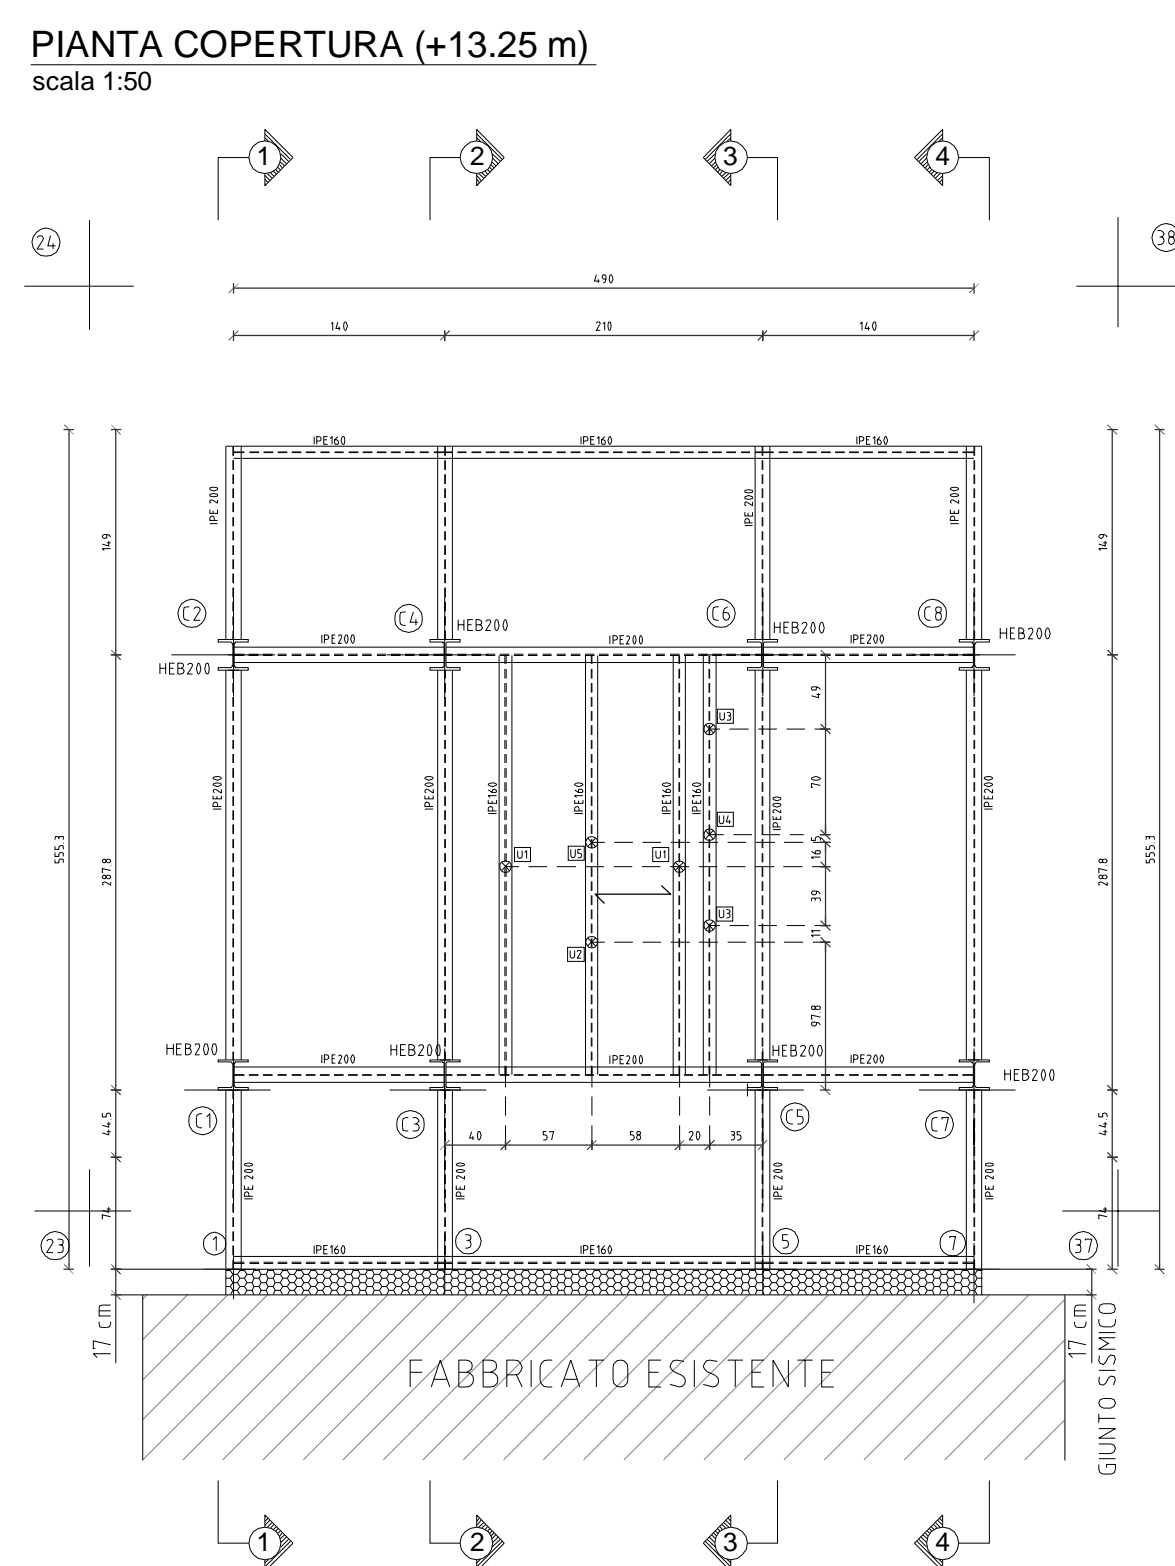 PIANTA COPERTURA (+13.25 m)
scala 1:50
1
2
3
4
24
38
490
140
210
140
IPE160
IPE160
IPE160
IPE 200
IPE 200
IPE 200
149
149
C2
C4
C6
C8
HEB200
HEB200
HEB200
IPE200
IPE200
IPE200
HEB200
49
U3
IPE200
IPE200
IPE160
IPE160
IPE160
IPE160
IPE200
IPE200
70
U4
5
555.3
287.8
U1
U5
U1
16
287.8
555.3
39
U3
11
U2
97.8
HEB200
IPE200
HEB200
IPE200
HEB200
IPE200
HEB200
C1
C3
C5
C7
44.5
44.5
40
57
58
20
35
IPE 200
IPE 200
IPE 200
IPE 200
74
74
23
1
3
5
7
37
IPE160
IPE160
IPE160
17 cm
17 cm
GIUNTO SISMICO
FABBRICATO ESISTENTE
1
2
3
4